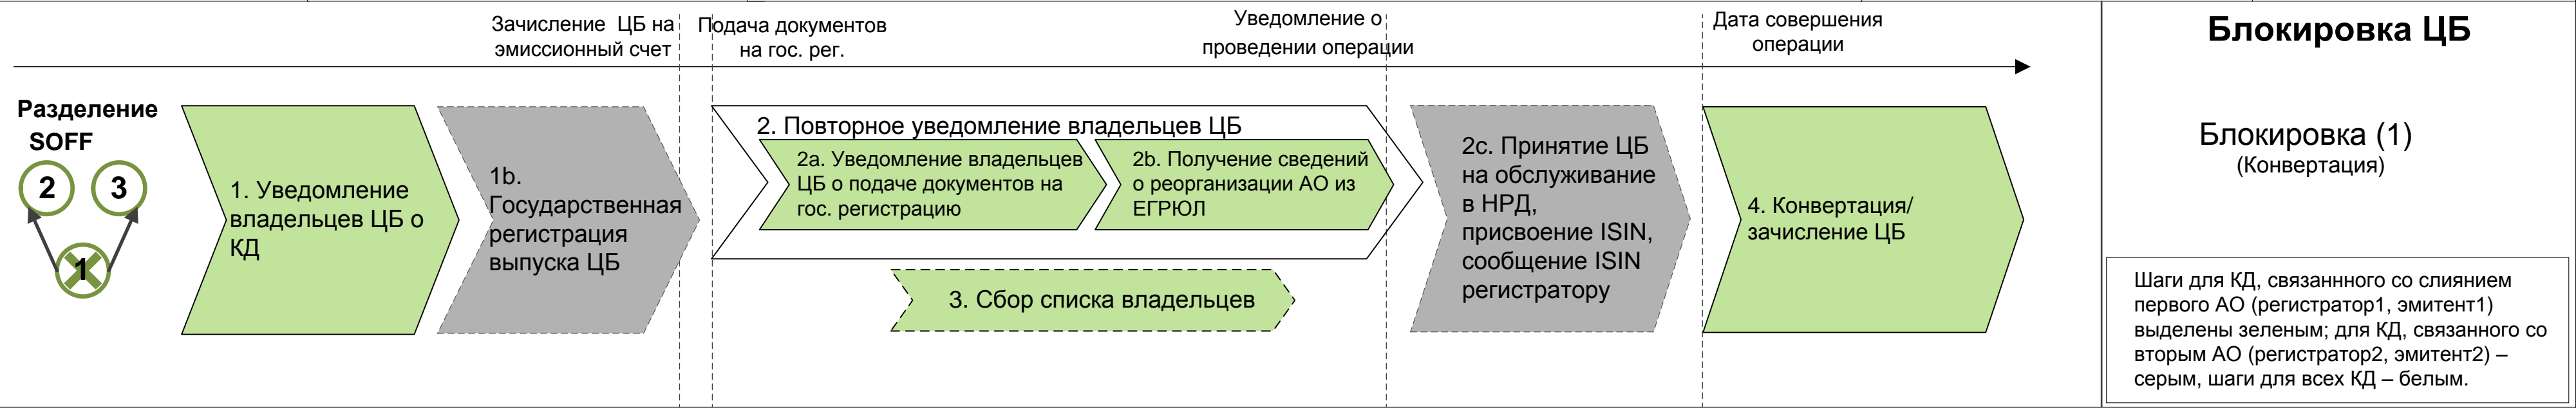 Зачисление ЦБ на
эмиссионный счет
Подача документов
на гос. рег.
Уведомление о
проведении операции
Дата совершения
операции
Разделение
SOFF
2
3
1
1. Уведомление
владельцев ЦБ о
КД
1b.
Государственная
регистрация
выпуска ЦБ
2. Повторное уведомление владельцев ЦБ
2a. Уведомление владельцев
ЦБ о подаче документов на
гос. регистрацию
2b. Получение сведений
о реорганизации АО из
ЕГРЮЛ
3. Сбор списка владельцев
2c. Принятие ЦБ
на обслуживание
в НРД,
присвоение ISIN,
сообщение ISIN
регистратору
4. Конвертация/
зачисление ЦБ
Блокировка ЦБ
Блокировка (1)
(Конвертация)
Шаги для КД, связаннного со слиянием
первого АО (регистратор1, эмитент1)
выделены зеленым; для КД, связанного со
вторым АО (регистратор2, эмитент2) –
серым, шаги для всех КД – белым.